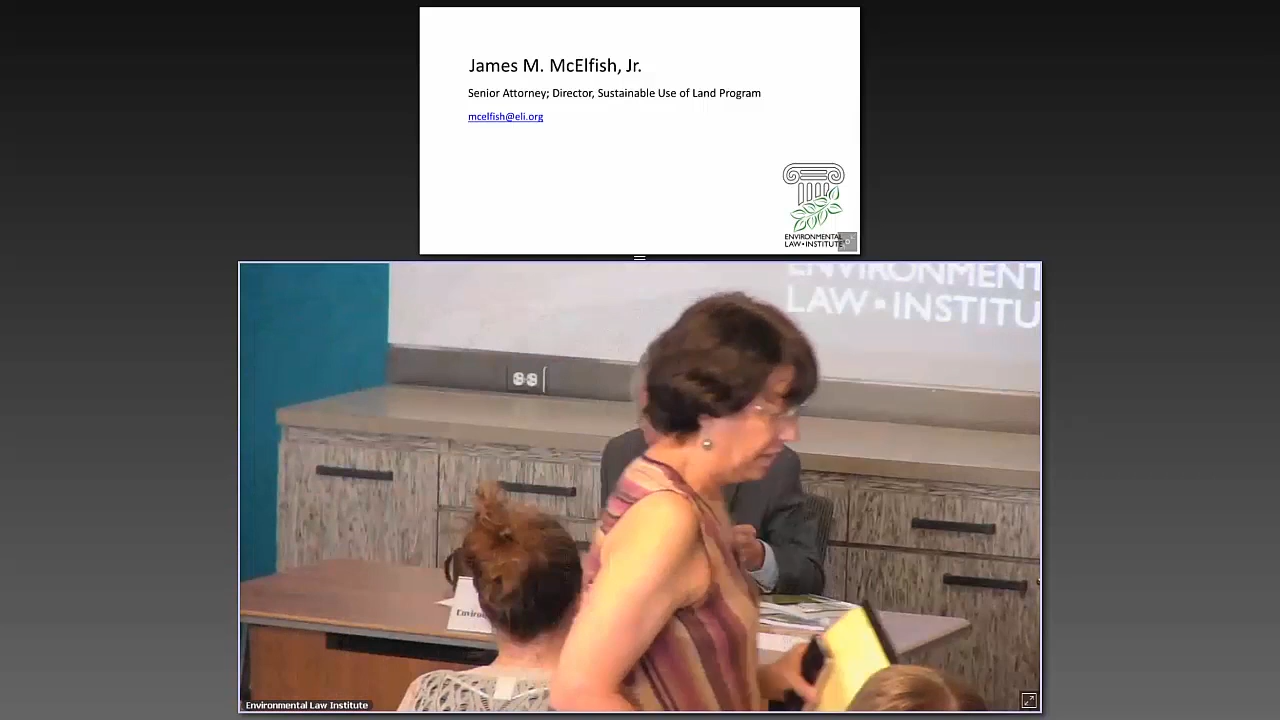 James M. McElfish, Jr.
Senior Attorney; Director, Sustainable Use of Land Program
mcelfish@eli.org
ENVIRONMENTAL
LAW•INSTITUTE
ENVIRONMENT
LAW•INSTITU
Enviro
Environmental Law Institute